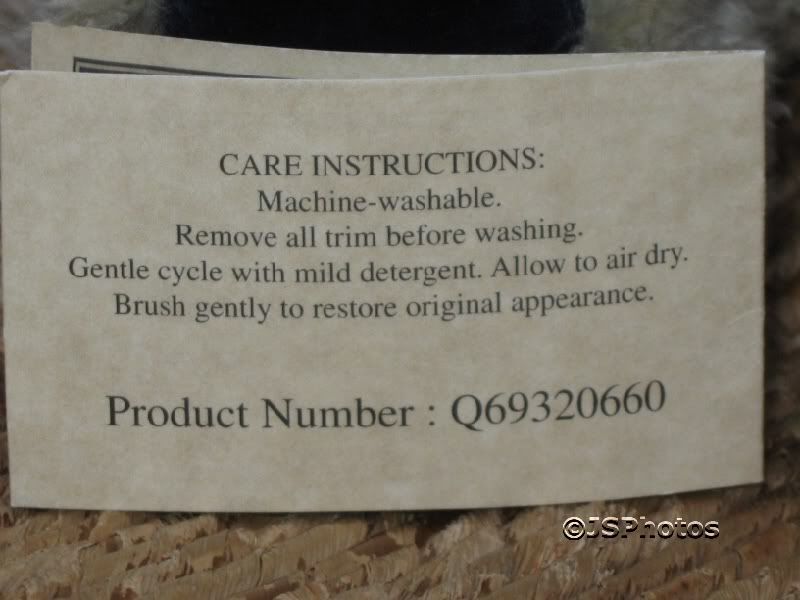 CARE INSTRUCTIONS:
Machine-washable.
Remove all trim before washing.
Gentle cycle with mild detergent. Allow to air dry.
Brush gently to restore original appearance.
Product Number : Q69320660
©JSPhotos